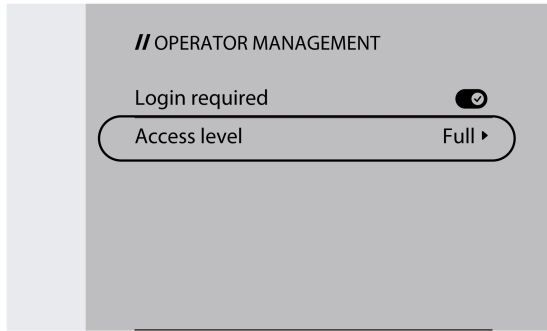 // OPERATOR MANAGEMENT
Login required
Access level Full